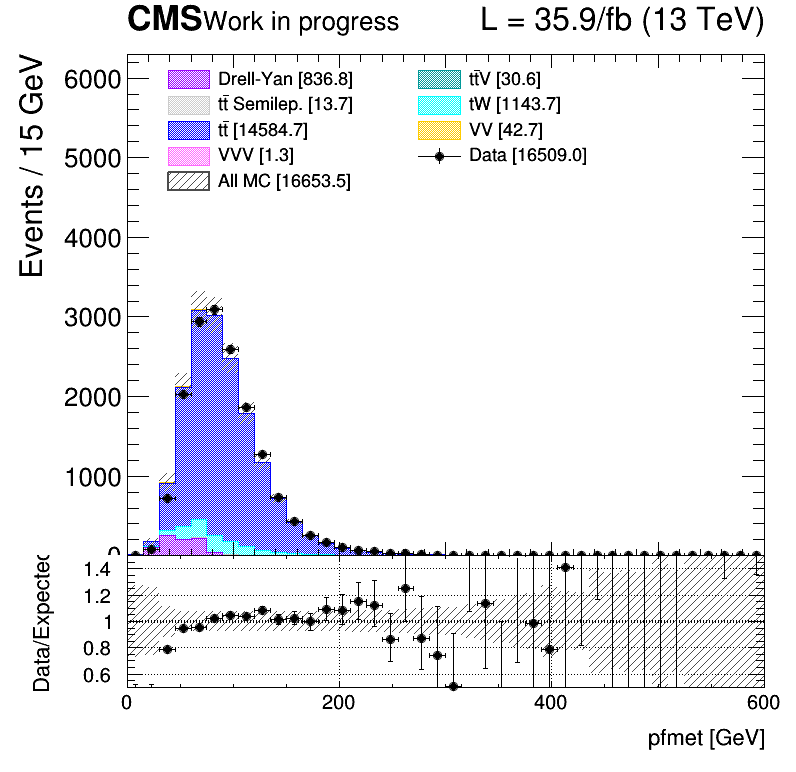 CMS Work in progress L = 35.9/fb (13 TeV)
Events / 15 GeV
6000
5000
4000
3000
2000
1000
0
Drell-Yan [836.8]
tt̄ Semilep. [13.7]
tt̄ [14584.7]
VVV [1.3]
All MC [16653.5]
tt̄V [30.6]
tW [1143.7]
VV [42.7]
Data [16509.0]
Data/Expected
1.4
1.2
1
0.8
0.6
0 200 400 600
pfmet [GeV]